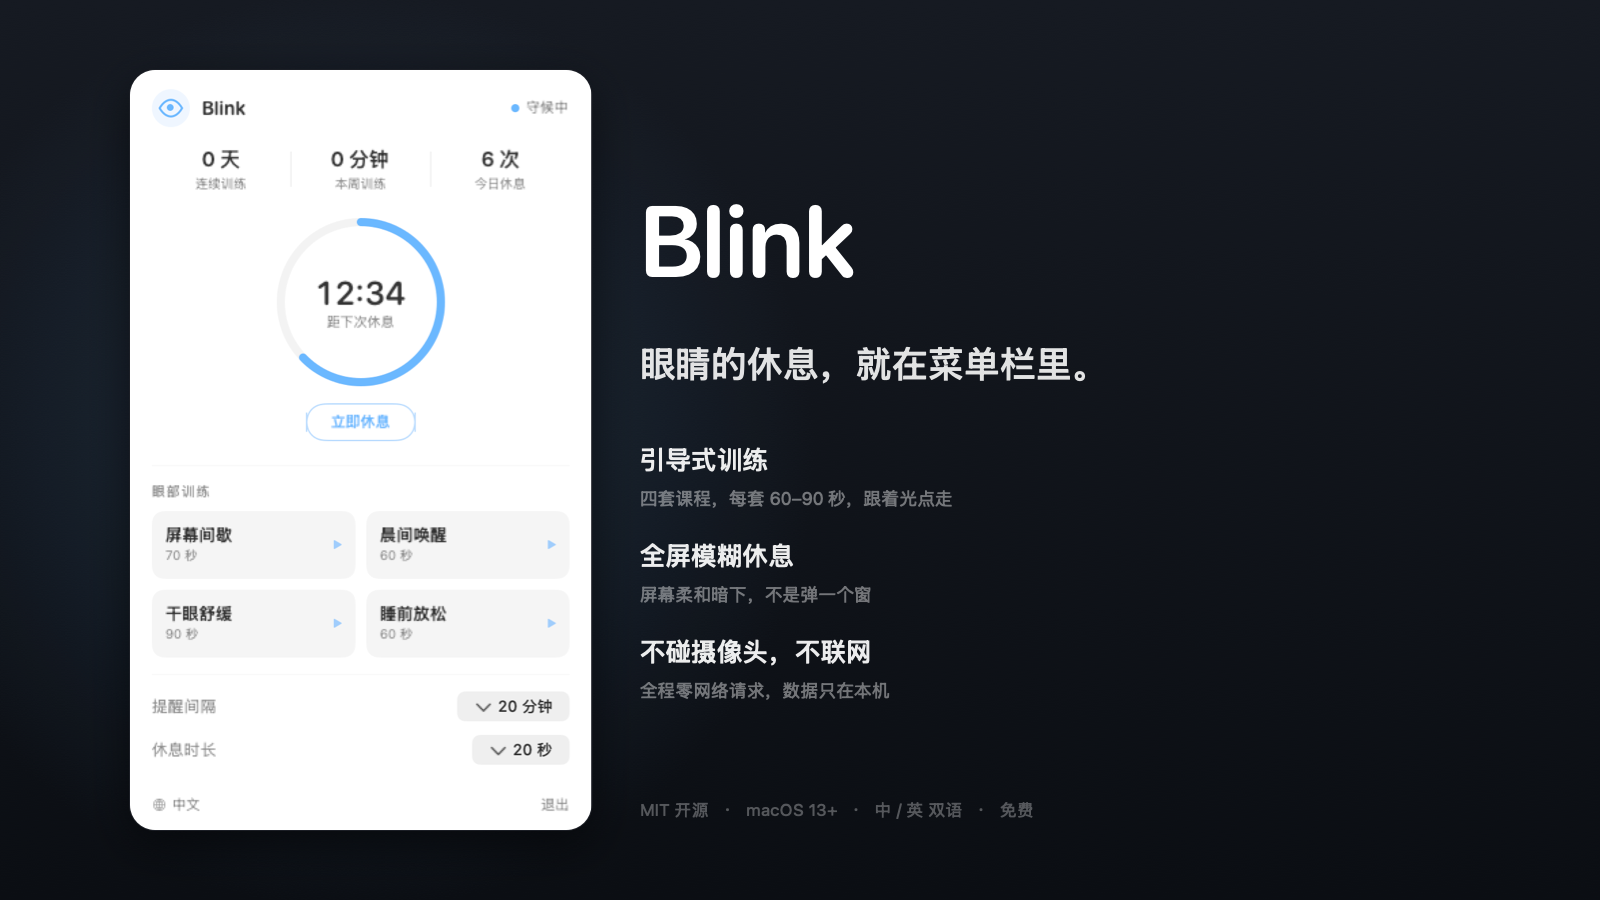 Blink
守候中
0 天
0 分钟
6 次
连续训练
本周训练
今日休息
12:34
距下次休息
立即休息
眼部训练
屏幕间歇
70 秒
晨间唤醒
60 秒
干眼舒缓
90 秒
睡前放松
60 秒
提醒间隔
20 分钟
休息时长
20 秒
中文
退出
Blink
眼睛的休息，就在菜单栏里。
引导式训练
四套课程，每套 60–90 秒，跟着光点走
全屏模糊休息
屏幕柔和暗下，不是弹一个窗
不碰摄像头，不联网
全程零网络请求，数据只在本机
MIT 开源 · macOS 13+ · 中 / 英 双语 · 免费